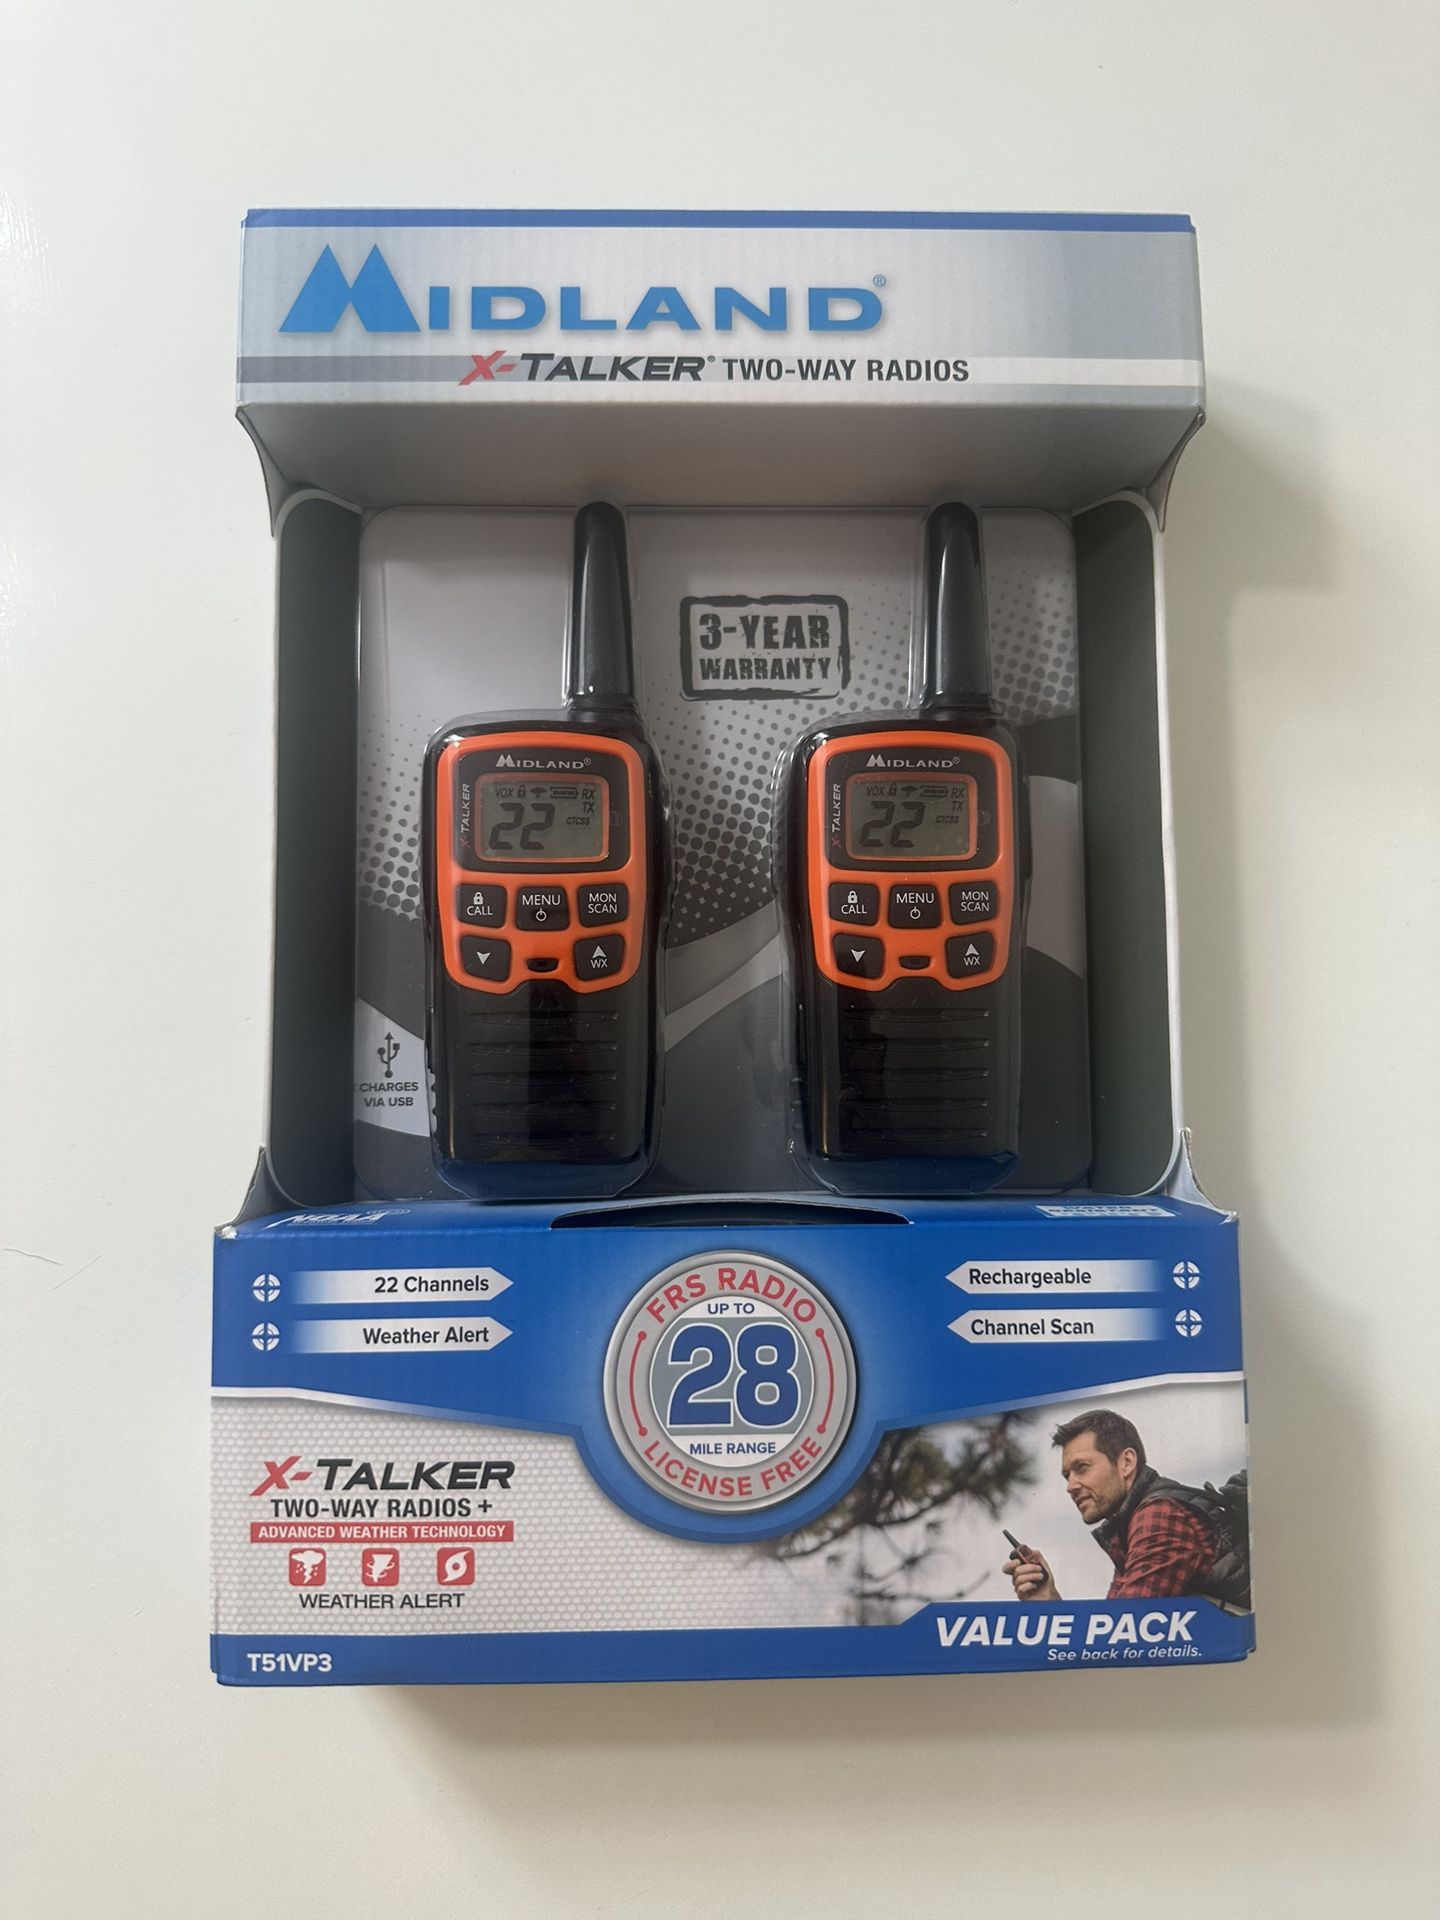 MIDLAND®
X-TALKER® TWO-WAY RADIOS
3-YEAR
WARRANTY
MIDLAND®
X-TALKER
VOX RX
TX
22 CTCSS
CALL
MENU
MON
SCAN
WX
MIDLAND®
X-TALKER
VOX RX
TX
22 CTCSS
CALL
MENU
MON
SCAN
WX
CHARGES
VIA USB
NOAA
WATER
RESISTANT
22 Channels
Weather Alert
FRS RADIO
UP TO
28
MILE RANGE
LICENSE FREE
Rechargeable
Channel Scan
X-TALKER
TWO-WAY RADIOS +
ADVANCED WEATHER TECHNOLOGY
WEATHER ALERT
T51VP3
VALUE PACK
See back for details.